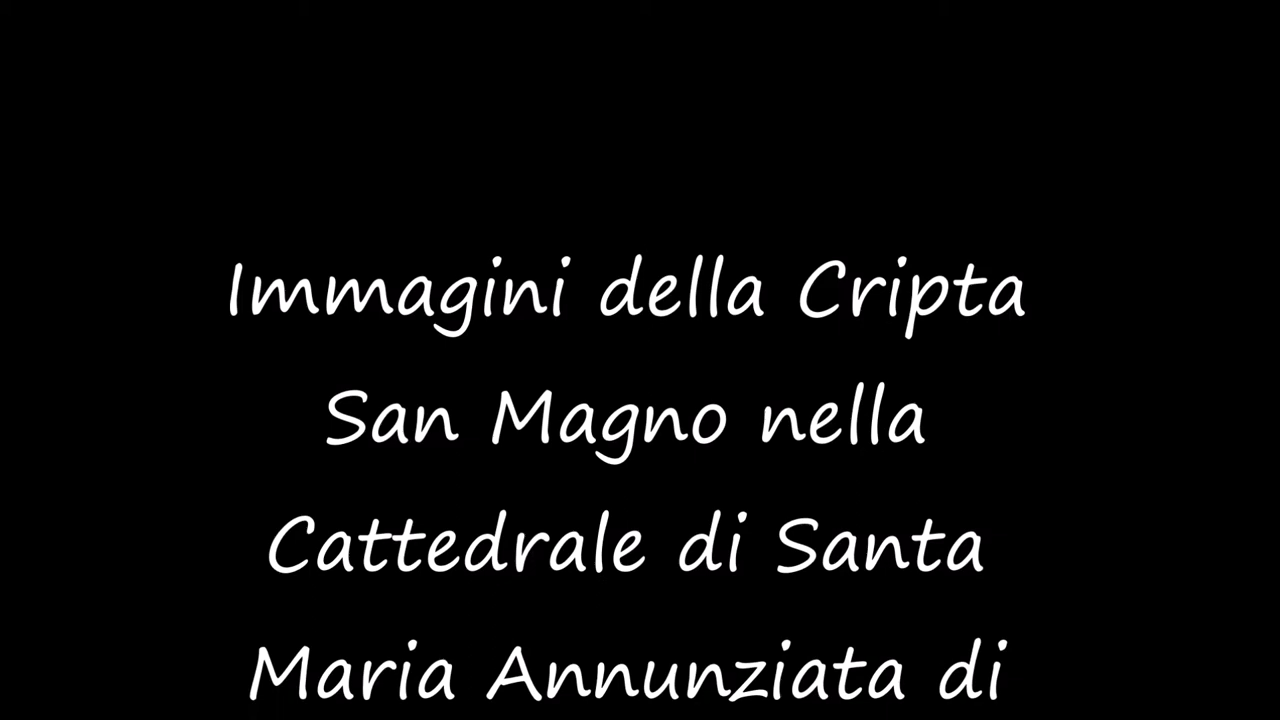 Immagini della Cripta
San Magno nella
Cattedrale di Santa
Maria Annunziata di